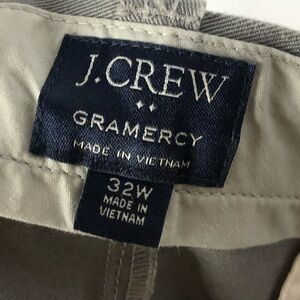 J.CREW
GRAMERCY
MADE IN VIETNAM
32W
MADE IN
VIETNAM